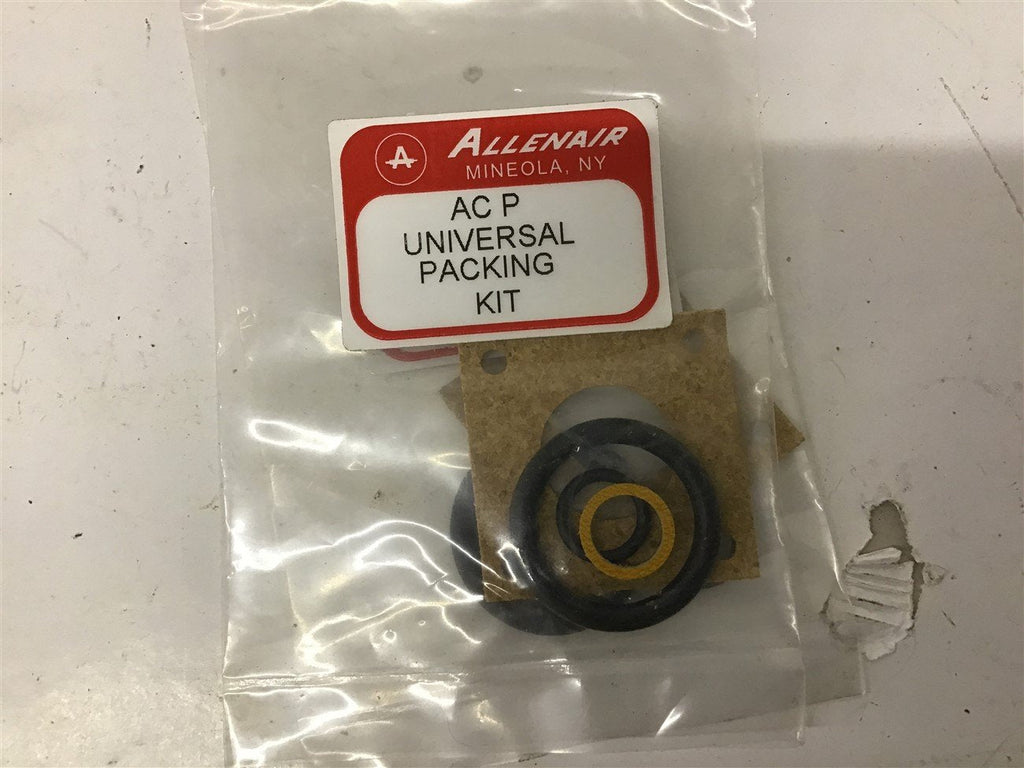 A ALLENAIR
MINEOLA, NY
AC P
UNIVERSAL
PACKING
KIT